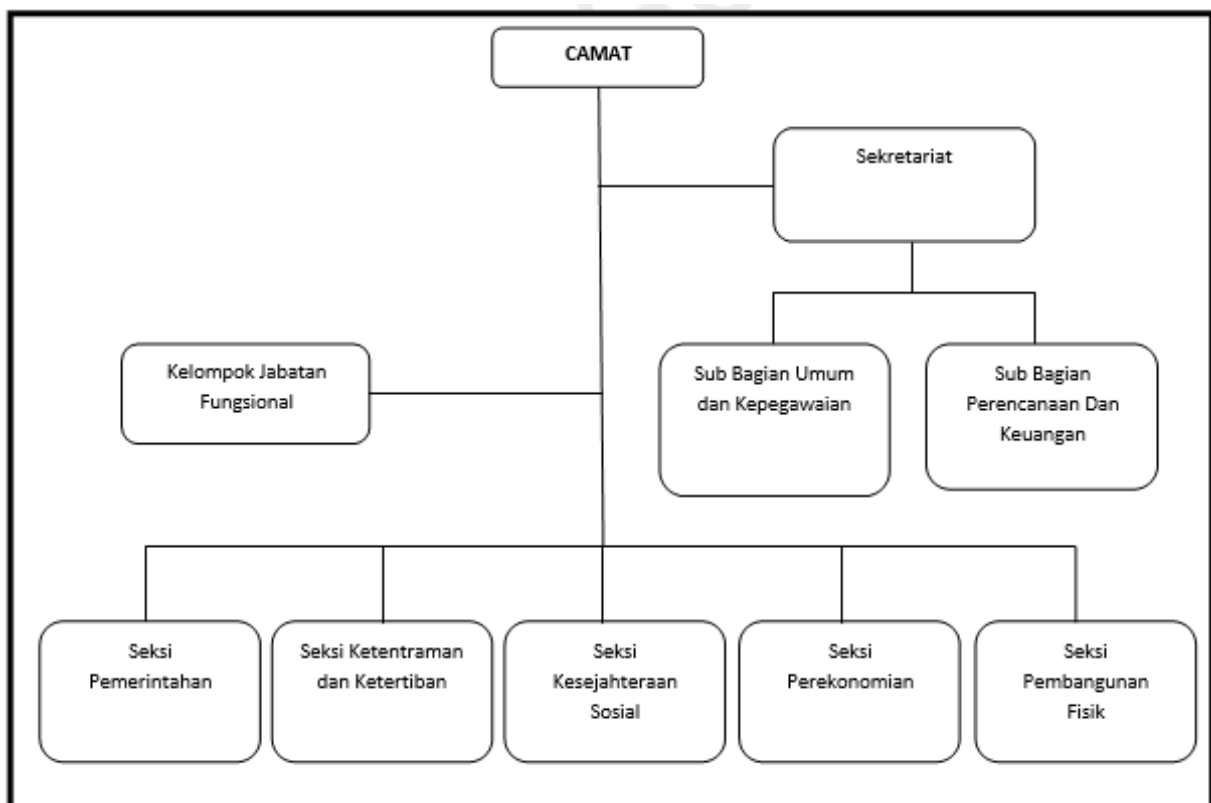 CAMAT
Sekretariat
Kelompok Jabatan
Fungsional
Sub Bagian Umum
dan Kepegawaian
Sub Bagian
Perencanaan Dan
Keuangan
Seksi
Pemerintahan
Seksi Ketentraman
dan Ketertiban
Seksi
Kesejahteraan
Sosial
Seksi
Perekonomian
Seksi
Pembangunan
Fisik